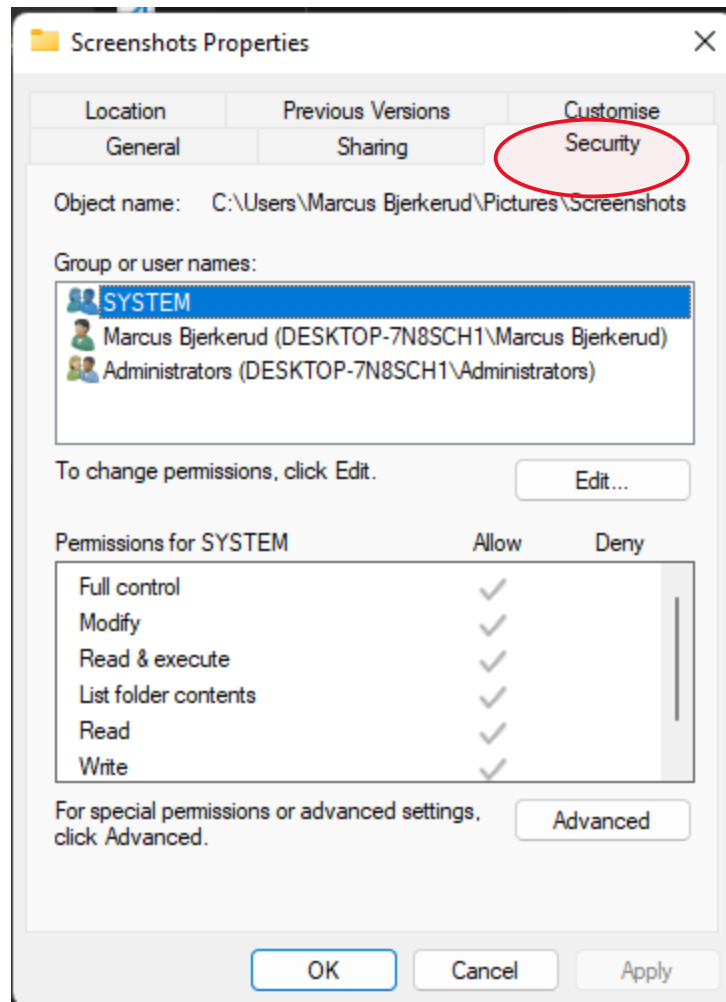 Screenshots Properties
Location Previous Versions Customise
General Sharing Security
Object name: C:\Users\Marcus Bjerkerud\Pictures\Screenshots
Group or user names:
SYSTEM
Marcus Bjerkerud (DESKTOP-7N8SCH1\Marcus Bjerkerud)
Administrators (DESKTOP-7N8SCH1\Administrators)
To change permissions, click Edit.
Edit...
Permissions for SYSTEM Allow Deny
Full control
Modify
Read & execute
List folder contents
Read
Write
For special permissions or advanced settings,
click Advanced.
Advanced
OK Cancel Apply